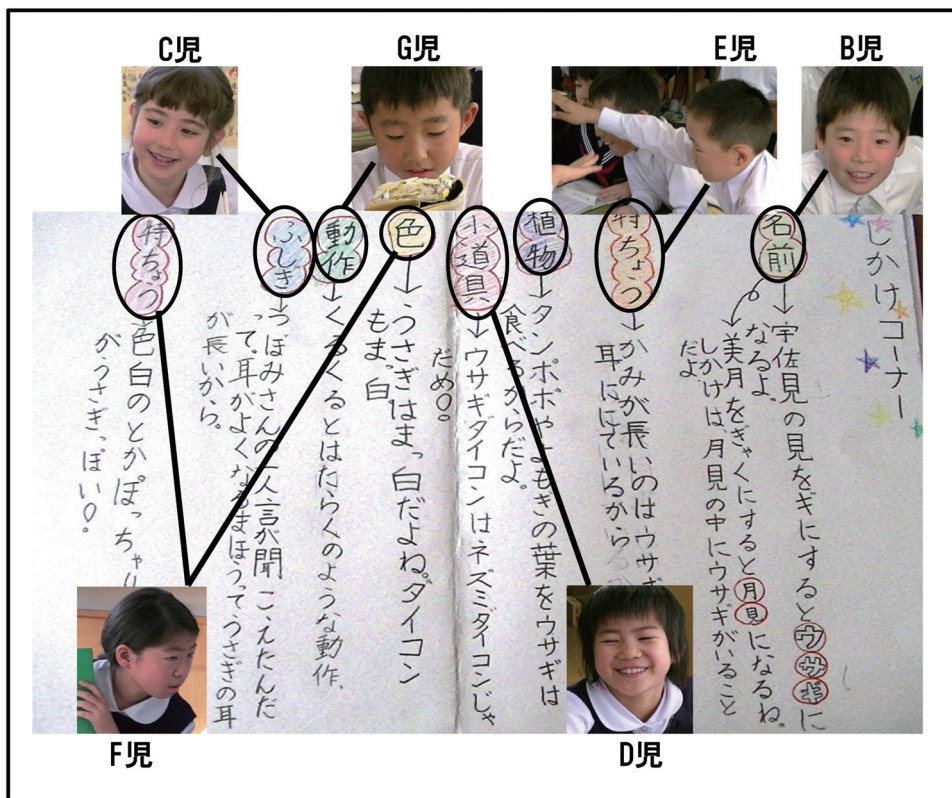 C児
G児
E児
B児
しかけコーナー
名前→宇佐見の見をギにするとウサギに
なるよ。
→美月をぎゃくにすると月見になるね。
しかけは、月見の中にウサギがいること
だよ
特ちょう→かみが長いのはウサギ
耳ににているから
植物→タンポポやよもぎの葉をウサギは
食べるからだよ。
小道具→ウサギダイコンはネズミダイコンじゃ
だめ!。
色→うさぎはまっ白だよね。ダイコン
もまっ白
動作→くるくるとはたらくのような動作、
ふしぎ→つぼみさんの一人言が聞こえたんだ
って。耳がよくなるまほうってうさぎの耳
が長いから。
特ちょう→色白のとかぽっちゃり
がうさぎっぽい!。
F児
D児